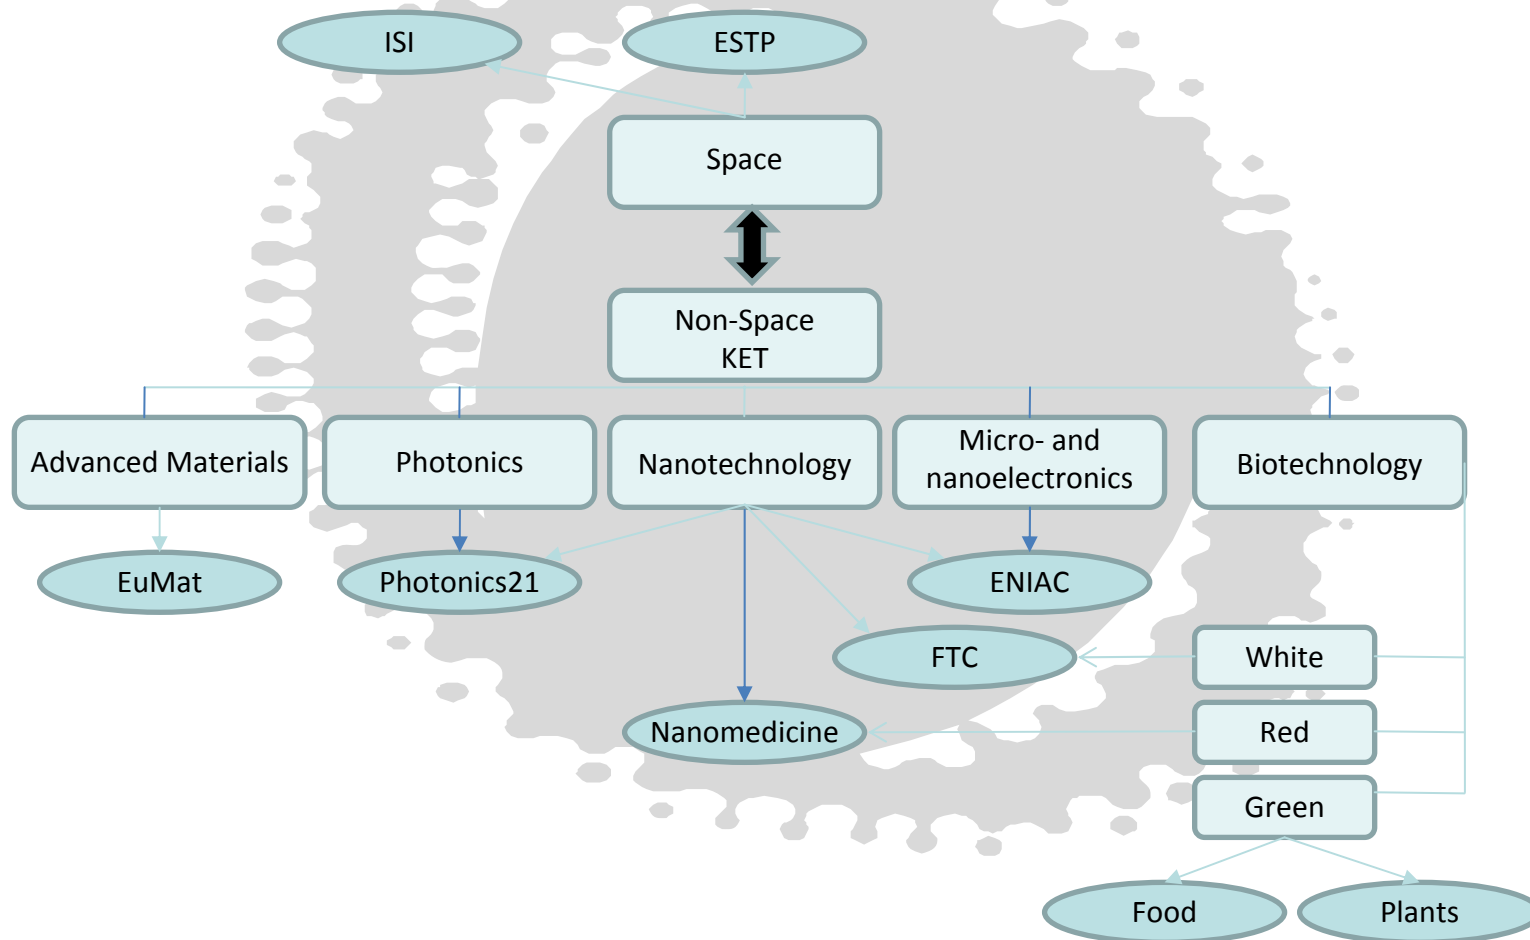 ISI
ESTP
Space
Non-Space
KET
Advanced Materials
Photonics
Nanotechnology
Micro- and
nanoelectronics
Biotechnology
EuMat
Photonics21
ENIAC
FTC
White
Nanomedicine
Red
Green
Food
Plants